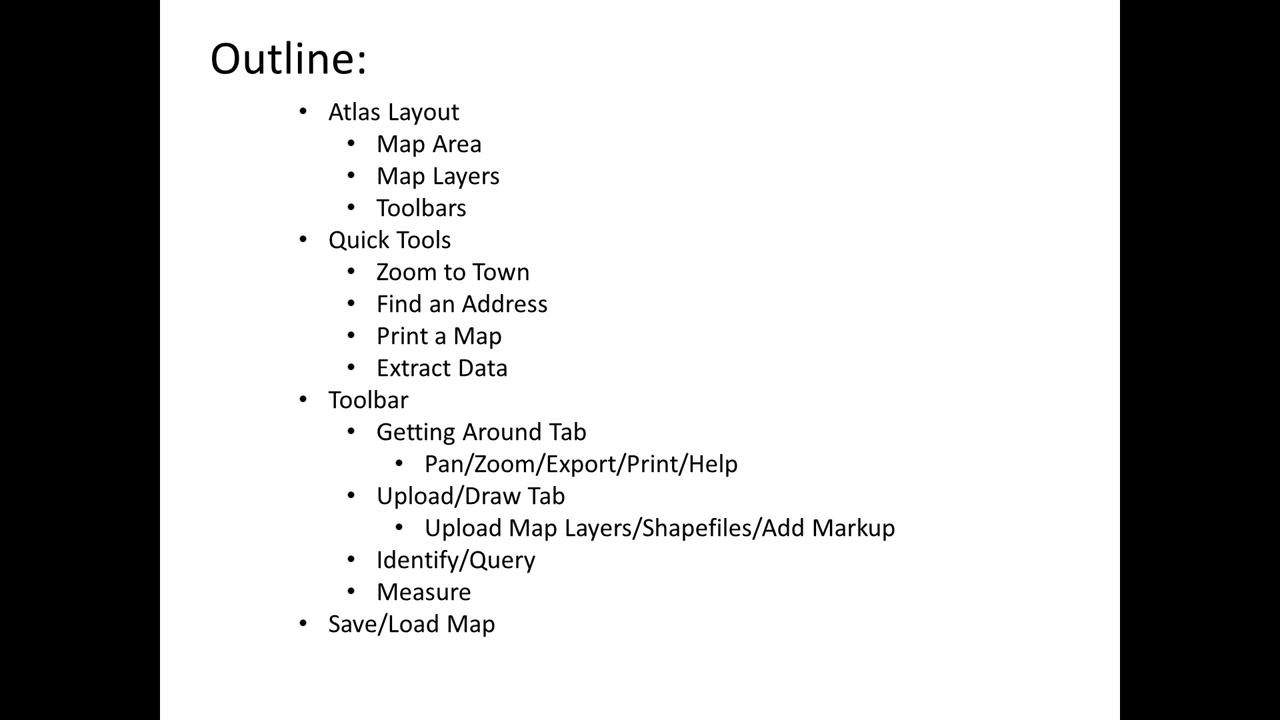 Outline:
• Atlas Layout
• Map Area
• Map Layers
• Toolbars
• Quick Tools
• Zoom to Town
• Find an Address
• Print a Map
• Extract Data
• Toolbar
• Getting Around Tab
• Pan/Zoom/Export/Print/Help
• Upload/Draw Tab
• Upload Map Layers/Shapefiles/Add Markup
• Identify/Query
• Measure
• Save/Load Map